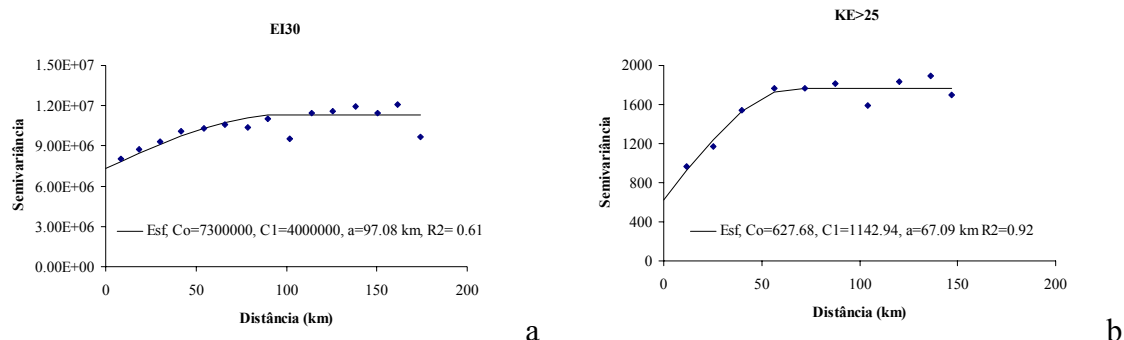 EI30
1.50E+07
1.20E+07
9.00E+06
6.00E+06
3.00E+06
0.00E+00
Semivariância
Esf, Co=7300000, C1=4000000, a=97.08 km, R2= 0.61
0 50 100 150 200
Distância (km)
a
KE>25
2000
1600
1200
800
400
0
Semivariância
Esf, Co=627.68, C1=1142.94, a=67.09 km R2=0.92
0 50 100 150 200
Distância (km)
b